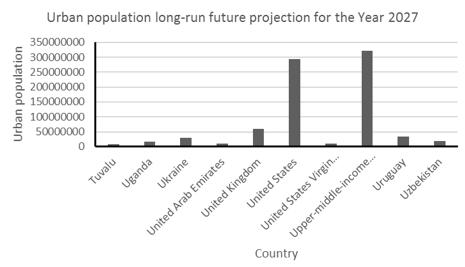 Urban population long-run future projection for the Year 2027
Urban population
350000000
300000000
250000000
200000000
150000000
100000000
50000000
0
Tuvalu
Uganda
Ukraine
United Arab Emirates
United Kingdom
United States
United States Virgin...
Upper-middle-income...
Uruguay
Uzbekistan
Country